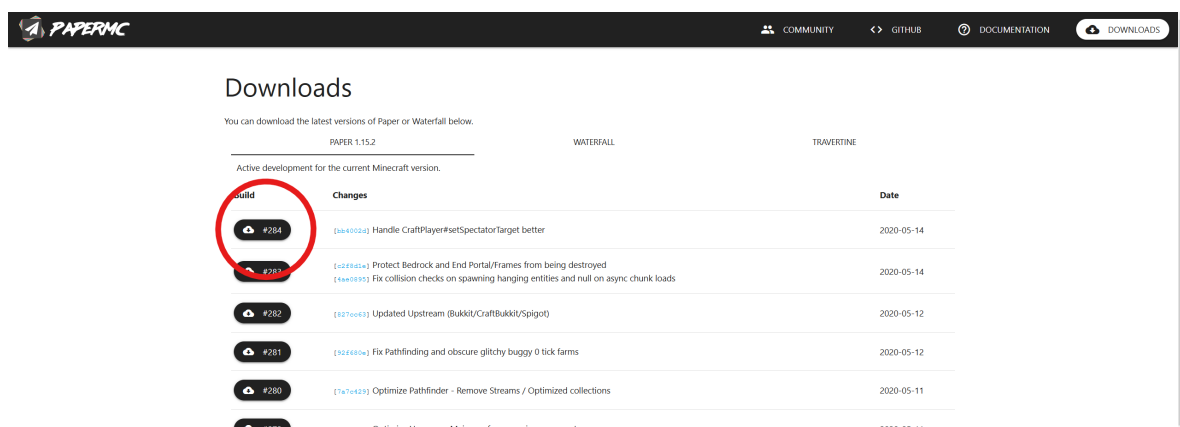 PAPERMC
COMMUNITY
<> GITHUB
DOCUMENTATION
DOWNLOADS
Downloads
You can download the latest versions of Paper or Waterfall below.
PAPER 1.15.2 WATERFALL TRAVERTINE
Active development for the current Minecraft version.
Build Changes Date
#284 [bb4002d] Handle CraftPlayer#setSpectatorTarget better 2020-05-14
[c2f8d1e] Protect Bedrock and End Portal/Frames from being destroyed
#283 [4ae0895] Fix collision checks on spawning hanging entities and null on async chunk loads 2020-05-14
#282 [827cc63] Updated Upstream (Bukkit/CraftBukkit/Spigot) 2020-05-12
#281 [92f680e] Fix Pathfinding and obscure glitchy buggy 0 tick farms 2020-05-12
#280 [7a7c629] Optimize Pathfinder - Remove Streams / Optimized collections 2020-05-11